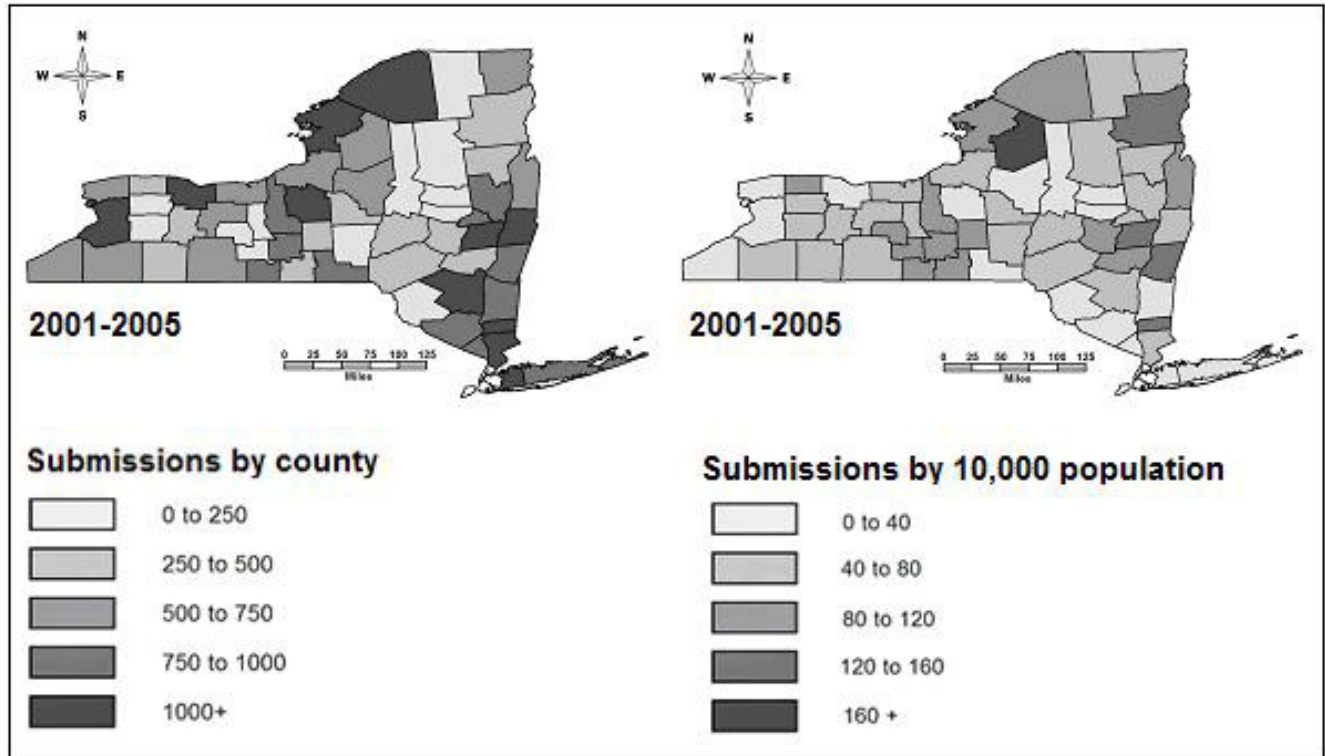 N
W E
S
2001-2005
0 25 50 75 100 125
Miles
Submissions by county
0 to 250
250 to 500
500 to 750
750 to 1000
1000+
N
W E
S
2001-2005
0 25 50 75 100 125
Miles
Submissions by 10,000 population
0 to 40
40 to 80
80 to 120
120 to 160
160 +